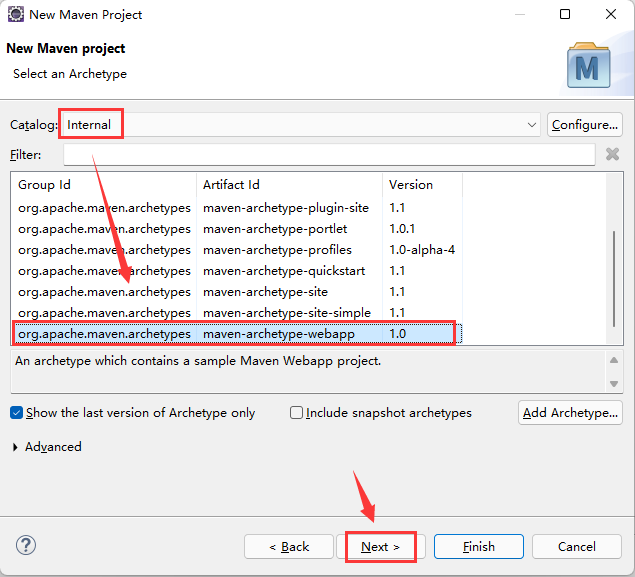 New Maven Project
New Maven project
Select an Archetype
M
Catalog: Internal Configure...
Filter:
Group Id Artifact Id Version
org.apache.maven.archetypes maven-archetype-plugin-site 1.1
org.apache.maven.archetypes maven-archetype-portlet 1.0.1
org.apache.maven.archetypes maven-archetype-profiles 1.0-alpha-4
org.apache.maven.archetypes maven-archetype-quickstart 1.1
org.apache.maven.archetypes maven-archetype-site 1.1
org.apache.maven.archetypes maven-archetype-site-simple 1.1
org.apache.maven.archetypes maven-archetype-webapp 1.0
An archetype which contains a sample Maven Webapp project.
Show the last version of Archetype only Include snapshot archetypes Add Archetype...
Advanced
? < Back Next > Finish Cancel